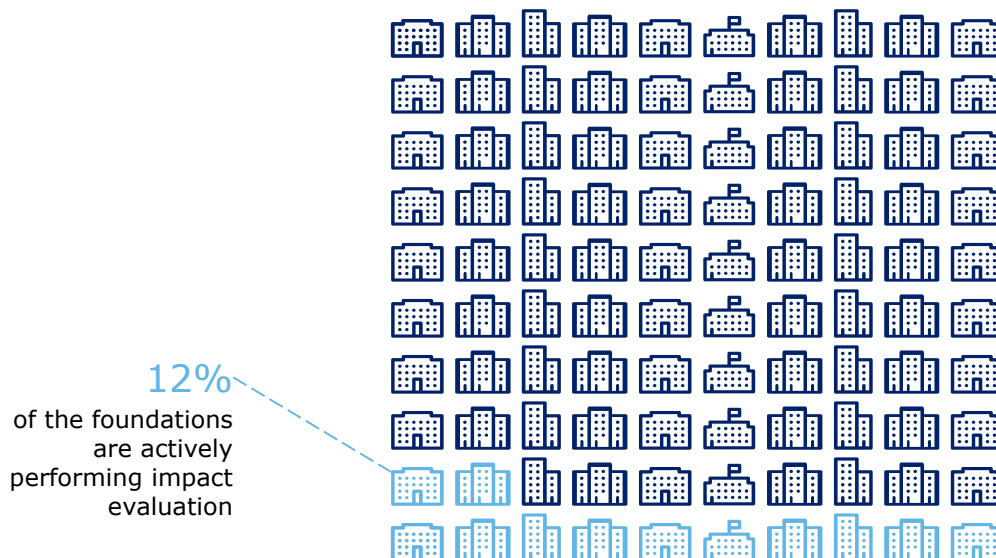 12%
of the foundations
are actively
performing impact
evaluation